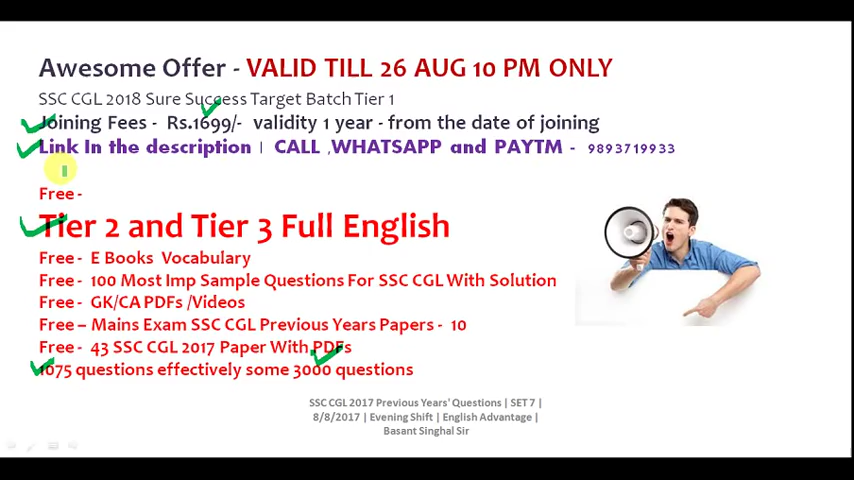 Awesome Offer - VALID TILL 26 AUG 10 PM ONLY
SSC CGL 2018 Sure Success Target Batch Tier 1
Joining Fees - Rs.1699/- validity 1 year - from the date of joining
Link In the description | CALL ,WHATSAPP and PAYTM - 9893719933
Free -
Tier 2 and Tier 3 Full English
Free - E Books Vocabulary
Free - 100 Most Imp Sample Questions For SSC CGL With Solution
Free - GK/CA PDFs /Videos
Free – Mains Exam SSC CGL Previous Years Papers - 10
Free - 43 SSC CGL 2017 Paper With PDFs
1075 questions effectively some 3000 questions
SSC CGL 2017 Previous Years' Questions | SET 7 |
8/8/2017 | Evening Shift | English Advantage |
Basant Singhal Sir